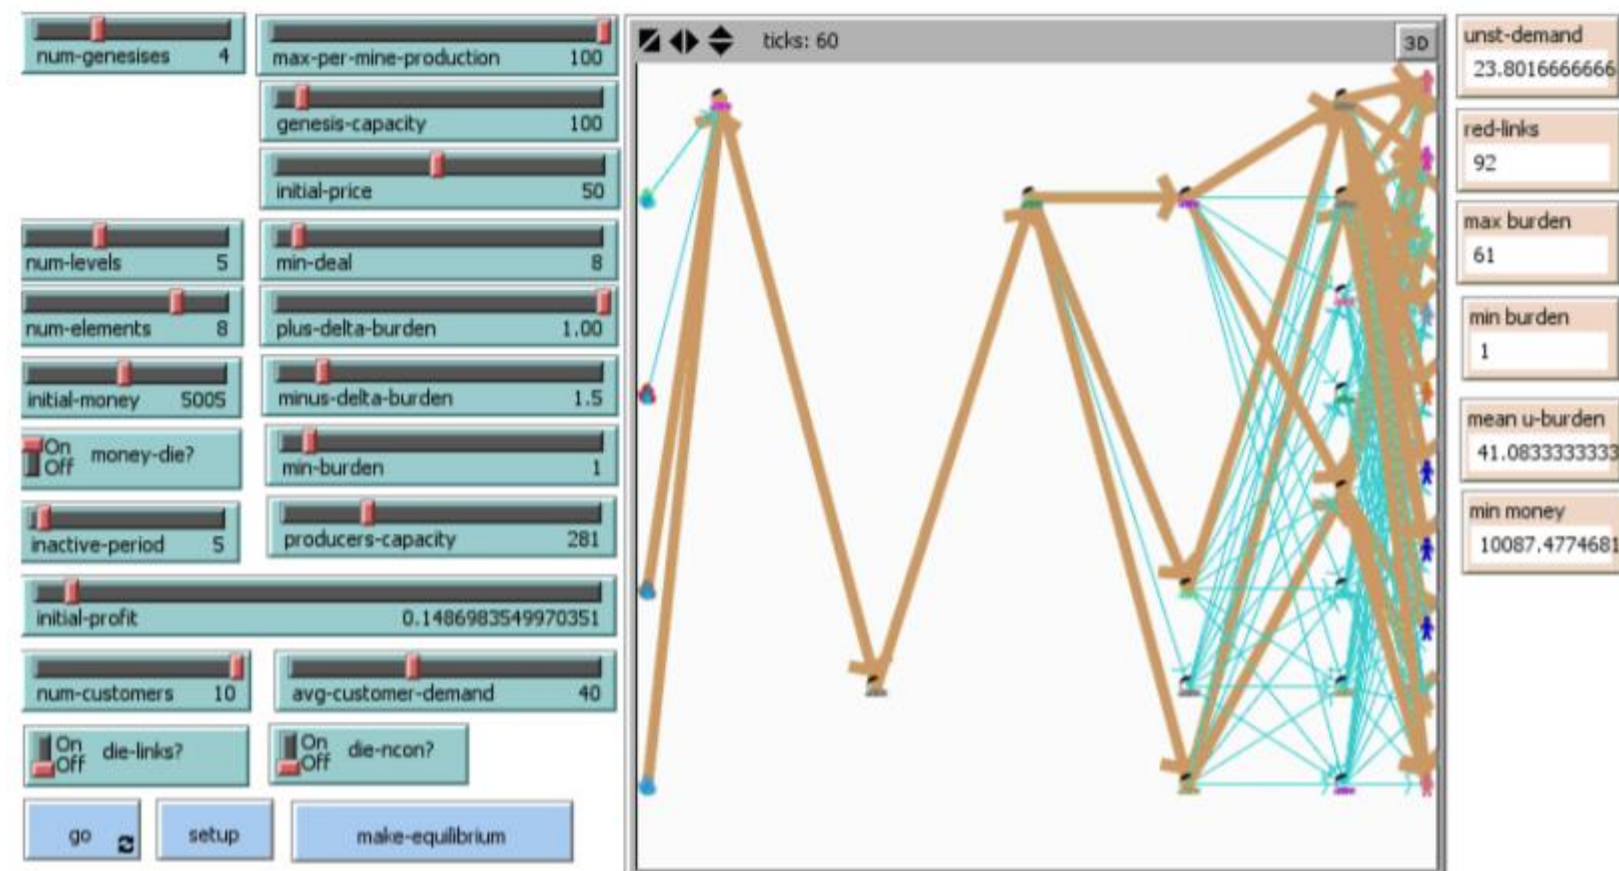 num-genesises 4
max-per-mine-production 100
genesis-capacity 100
initial-price 50
num-levels 5
min-deal 8
num-elements 8
plus-delta-burden 1.00
initial-money 5005
minus-delta-burden 1.5
On
Off
money-die?
min-burden 1
inactive-period 5
producers-capacity 281
initial-profit 0.1486983549970351
num-customers 10
avg-customer-demand 40
On
Off
die-links?
On
Off
die-ncon?
go
setup
make-equilibrium
ticks: 60
3D
unst-demand
23.8016666666
red-links
92
max burden
61
min burden
1
mean u-burden
41.0833333333
min money
10087.4774681